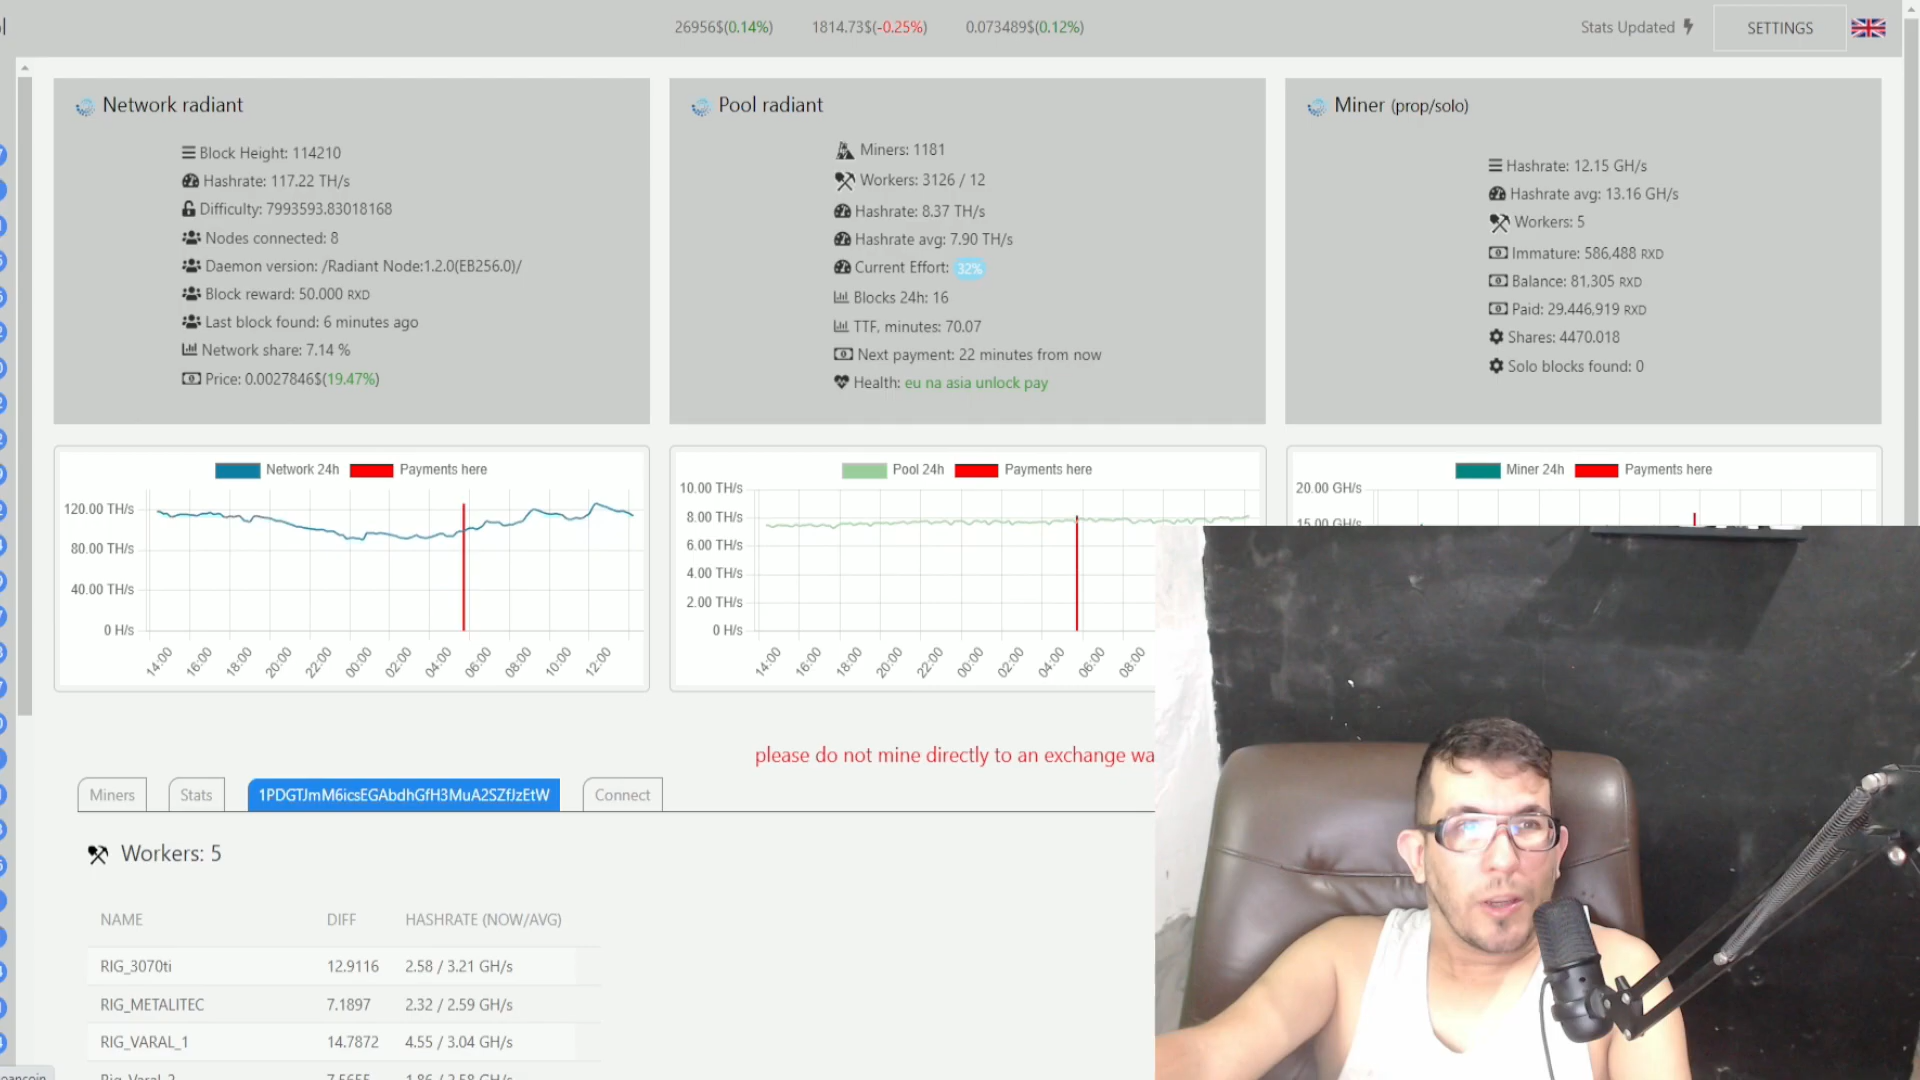 26956$(0.14%) 1814.73$(-0.25%) 0.073489$(0.12%) Stats Updated SETTINGS
Network radiant
Block Height: 114210
Hashrate: 117.22 TH/s
Difficulty: 7993593.83018168
Nodes connected: 8
Daemon version: /Radiant Node:1.2.0(EB256.0)/
Block reward: 50.000 RXD
Last block found: 6 minutes ago
Network share: 7.14 %
Price: 0.0027846$(19.47%)
Pool radiant
Miners: 1181
Workers: 3126 / 12
Hashrate: 8.37 TH/s
Hashrate avg: 7.90 TH/s
Current Effort: 32%
Blocks 24h: 16
TTF, minutes: 70.07
Next payment: 22 minutes from now
Health: eu na asia unlock pay
Miner (prop/solo)
Hashrate: 12.15 GH/s
Hashrate avg: 13.16 GH/s
Workers: 5
Immature: 586,488 RXD
Balance: 81,305 RXD
Paid: 29.446,919 RXD
Shares: 4470.018
Solo blocks found: 0
Network 24h Payments here
120.00 TH/s
80.00 TH/s
40.00 TH/s
0 H/s
14:00 16:00 18:00 20:00 22:00 00:00 02:00 04:00 06:00 08:00 10:00 12:00
Pool 24h Payments here
10.00 TH/s
8.00 TH/s
6.00 TH/s
4.00 TH/s
2.00 TH/s
0 H/s
14:00 16:00 18:00 20:00 22:00 00:00 02:00 04:00 06:00 08:00
Miner 24h Payments here
20.00 GH/s
15.00 GH/s
please do not mine directly to an exchange wa
Miners Stats 1PDGTJmM6icsEGAbdhGfH3MuA2SZfJzEtW Connect
Workers: 5
NAME DIFF HASHRATE (NOW/AVG)
RIG_3070ti 12.9116 2.58 / 3.21 GH/s
RIG_METALITEC 7.1897 2.32 / 2.59 GH/s
RIG_VARAL_1 14.7872 4.55 / 3.04 GH/s